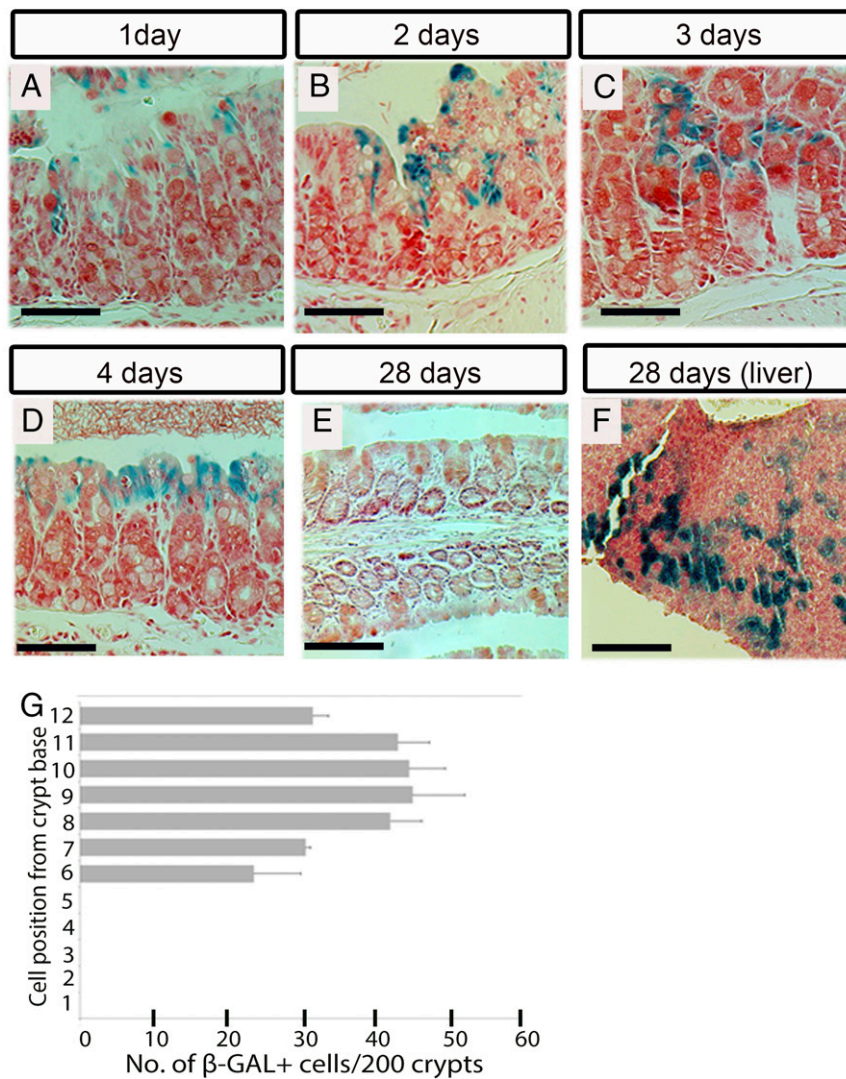 1day
2 days
3 days
A
B
C
4 days
28 days
28 days (liver)
D
E
F
G
Cell position from crypt base
12
11
10
9
8
7
6
5
4
3
2
1
0 10 20 30 40 50 60
No. of β-GAL+ cells/200 crypts